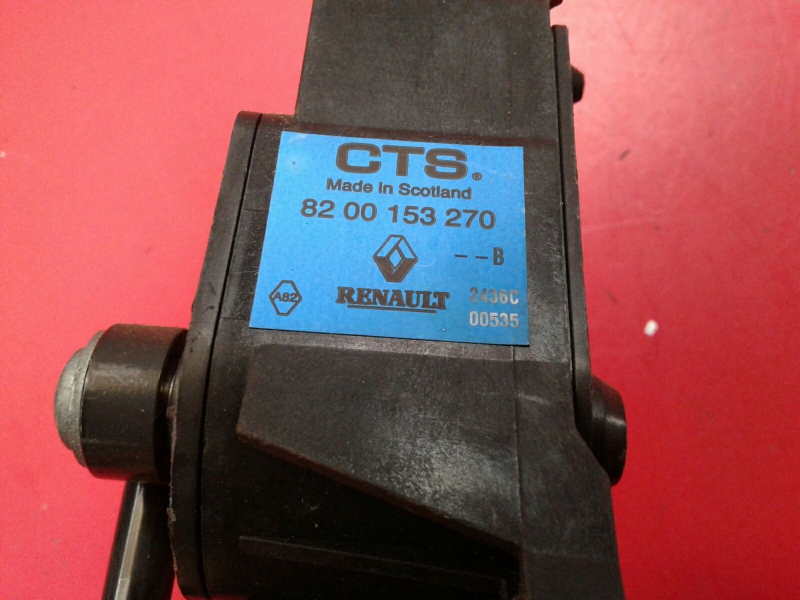 CTS®
Made in Scotland
82 00 153 270
--B
RENAULT
A82
2436C
00535